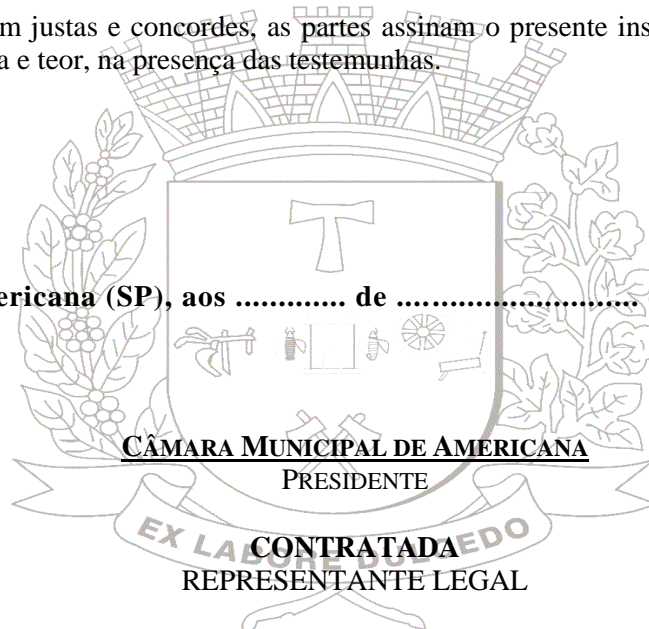 m justas e concordes, as partes assinam o presente ins
a e teor, na presença das testemunhas.
ericana (SP), aos ............. de ..............................
CÂMARA MUNICIPAL DE AMERICANA
PRESIDENTE
CONTRATADA
REPRESENTANTE LEGAL
EX LABORE DULCEDO